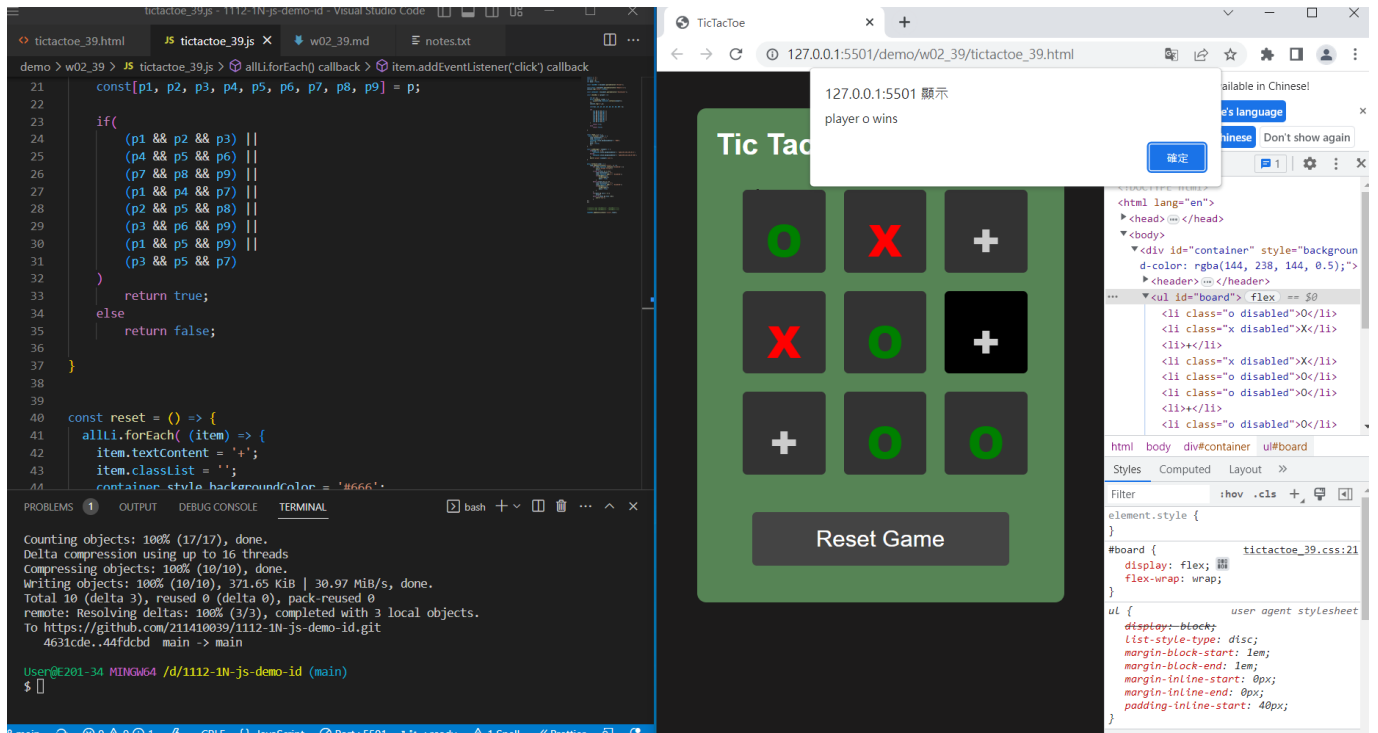 tictactoe_39.js - 1112-1N-js-demo-id - Visual Studio Code
tictactoe_39.html
JS tictactoe_39.js
w02_39.md
notes.txt
demo > w02_39 > JS tictactoe_39.js > allLi.forEach() callback > item.addEventListener('click') callback
21 const[p1, p2, p3, p4, p5, p6, p7, p8, p9] = p;
22
23 if(
24 (p1 && p2 && p3) ||
25 (p4 && p5 && p6) ||
26 (p7 && p8 && p9) ||
27 (p1 && p4 && p7) ||
28 (p2 && p5 && p8) ||
29 (p3 && p6 && p9) ||
30 (p1 && p5 && p9) ||
31 (p3 && p5 && p7)
32 )
33 return true;
34 else
35 return false;
36
37 }
38
39
40 const reset = () => {
41 allLi.forEach( (item) => {
42 item.textContent = '+';
43 item.classList = '';
44 container.style.backgroundColor = '#666';
PROBLEMS 1 OUTPUT DEBUG CONSOLE TERMINAL bash
Counting objects: 100% (17/17), done.
Delta compression using up to 16 threads
Compressing objects: 100% (10/10), done.
Writing objects: 100% (10/10), 371.65 KiB | 30.97 MiB/s, done.
Total 10 (delta 3), reused 0 (delta 0), pack-reused 0
remote: Resolving deltas: 100% (3/3), completed with 3 local objects.
To https://github.com/211410039/1112-1N-js-demo-id.git
4631cde..44fdcbd main -> main
User@E201-34 MINGW64 /d/1112-1N-js-demo-id (main)
$
TicTacToe
127.0.0.1:5501/demo/w02_39/tictactoe_39.html
127.0.0.1:5501 顯示
player o wins
確定
Tic Tac
O X +
X O +
+ O O
Reset Game
ailable in Chinese!
e's language
hinese
Don't show again
1
<!DOCTYPE html>
<html lang="en">
<head> </head>
<body>
<div id="container" style="backgroun
d-color: rgba(144, 238, 144, 0.5);">
<header> </header>
<ul id="board"> flex == $0
<li class="o disabled">O</li>
<li class="x disabled">X</li>
<li>+</li>
<li class="x disabled">X</li>
<li class="o disabled">O</li>
<li class="o disabled">O</li>
<li>+</li>
<li class="o disabled">O</li>
html body div#container ul#board
Styles Computed Layout
Filter :hov .cls
element.style {
}
#board { tictactoe_39.css:21
display: flex;
flex-wrap: wrap;
}
ul { user agent stylesheet
display: block;
list-style-type: disc;
margin-block-start: 1em;
margin-block-end: 1em;
margin-inline-start: 0px;
margin-inline-end: 0px;
padding-inline-start: 40px;
}